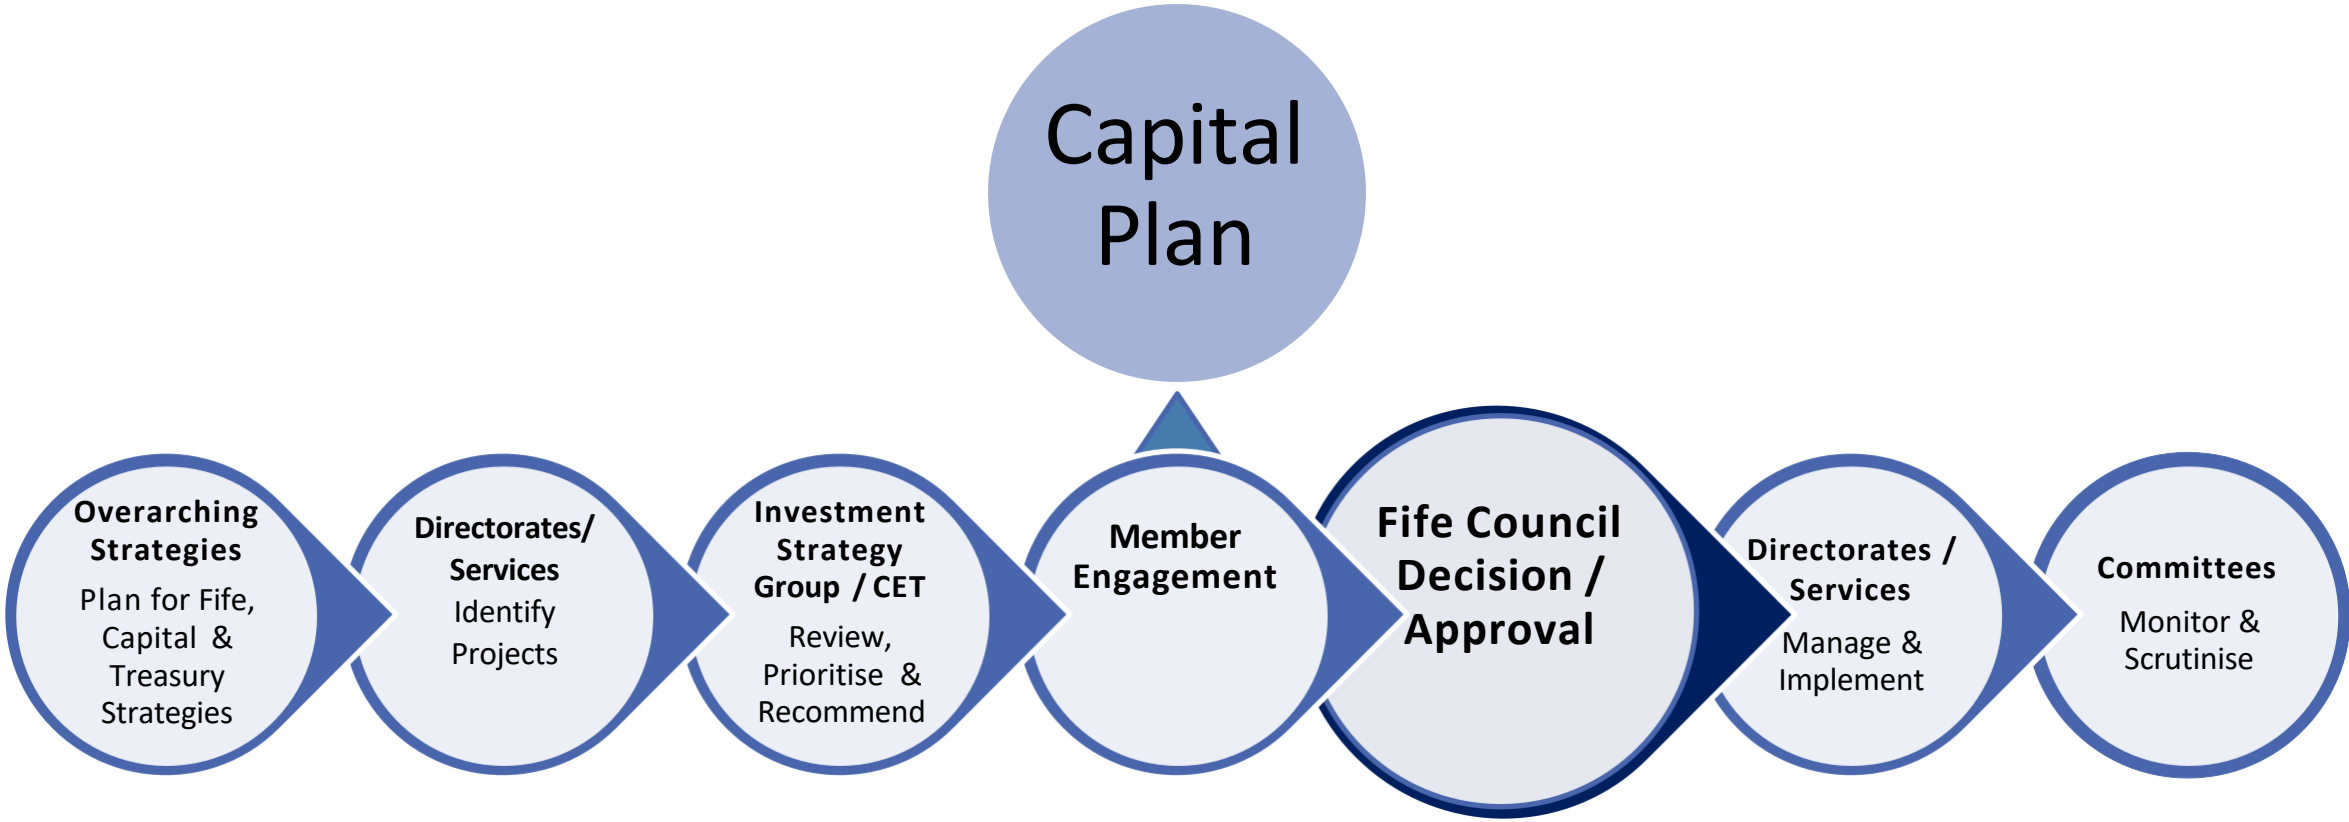 Capital
Plan
Overarching
Strategies
Plan for Fife,
Capital &
Treasury
Strategies
Directorates/
Services
Identify
Projects
Investment
Strategy
Group / CET
Review,
Prioritise &
Recommend
Member
Engagement
Fife Council
Decision /
Approval
Directorates /
Services
Manage &
Implement
Committees
Monitor &
Scrutinise